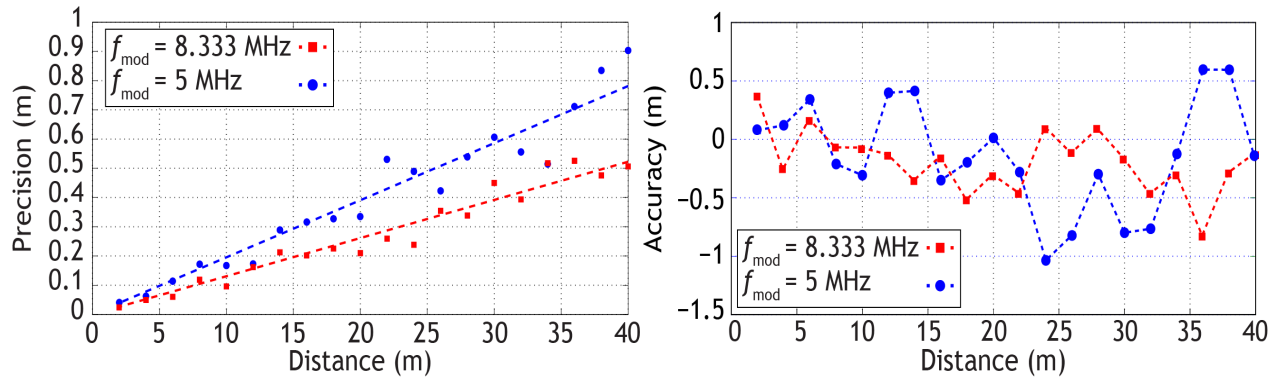 1
0.9
0.8
0.7
0.6
0.5
0.4
0.3
0.2
0.1
0
Precision (m)
fmod = 8.333 MHz
fmod = 5 MHz
0 5 10 15 20 25 30 35 40
Distance (m)
1
0.5
0
−0.5
−1
−1.5
Accuracy (m)
fmod = 8.333 MHz
fmod = 5 MHz
0 5 10 15 20 25 30 35 40
Distance (m)